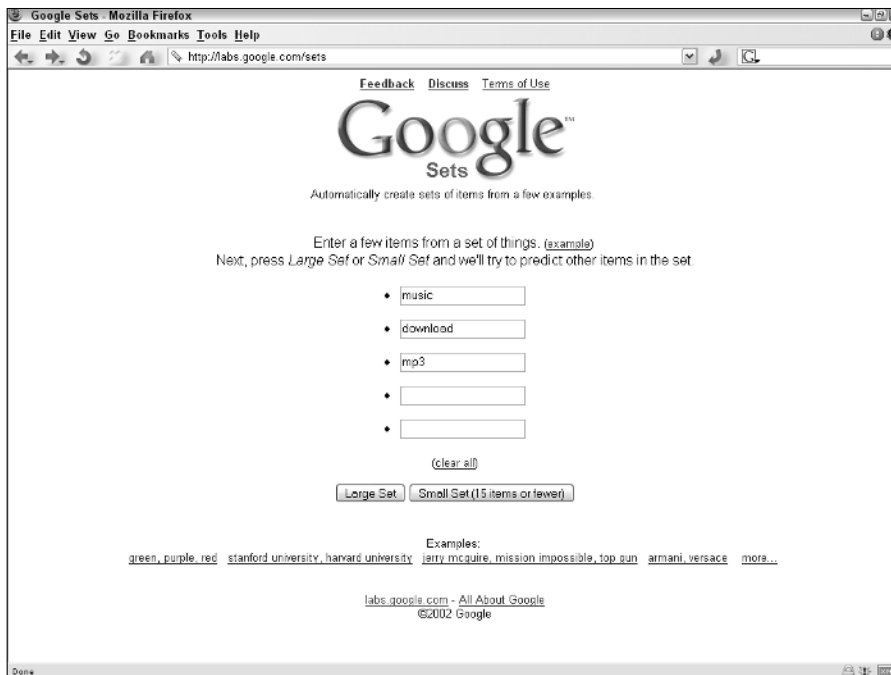 Google Sets - Mozilla Firefox
File Edit View Go Bookmarks Tools Help
http://labs.google.com/sets
G
Feedback Discuss Terms of Use
Google™
Sets
Automatically create sets of items from a few examples.
Enter a few items from a set of things. (example)
Next, press Large Set or Small Set and we'll try to predict other items in the set.
• music
• download
• mp3
•
•
(clear all)
Large Set Small Set (15 items or fewer)
Examples:
green, purple, red stanford university, harvard university jerry mcguire, mission impossible, top gun armani, versace more...
labs.google.com - All About Google
©2002 Google
Done